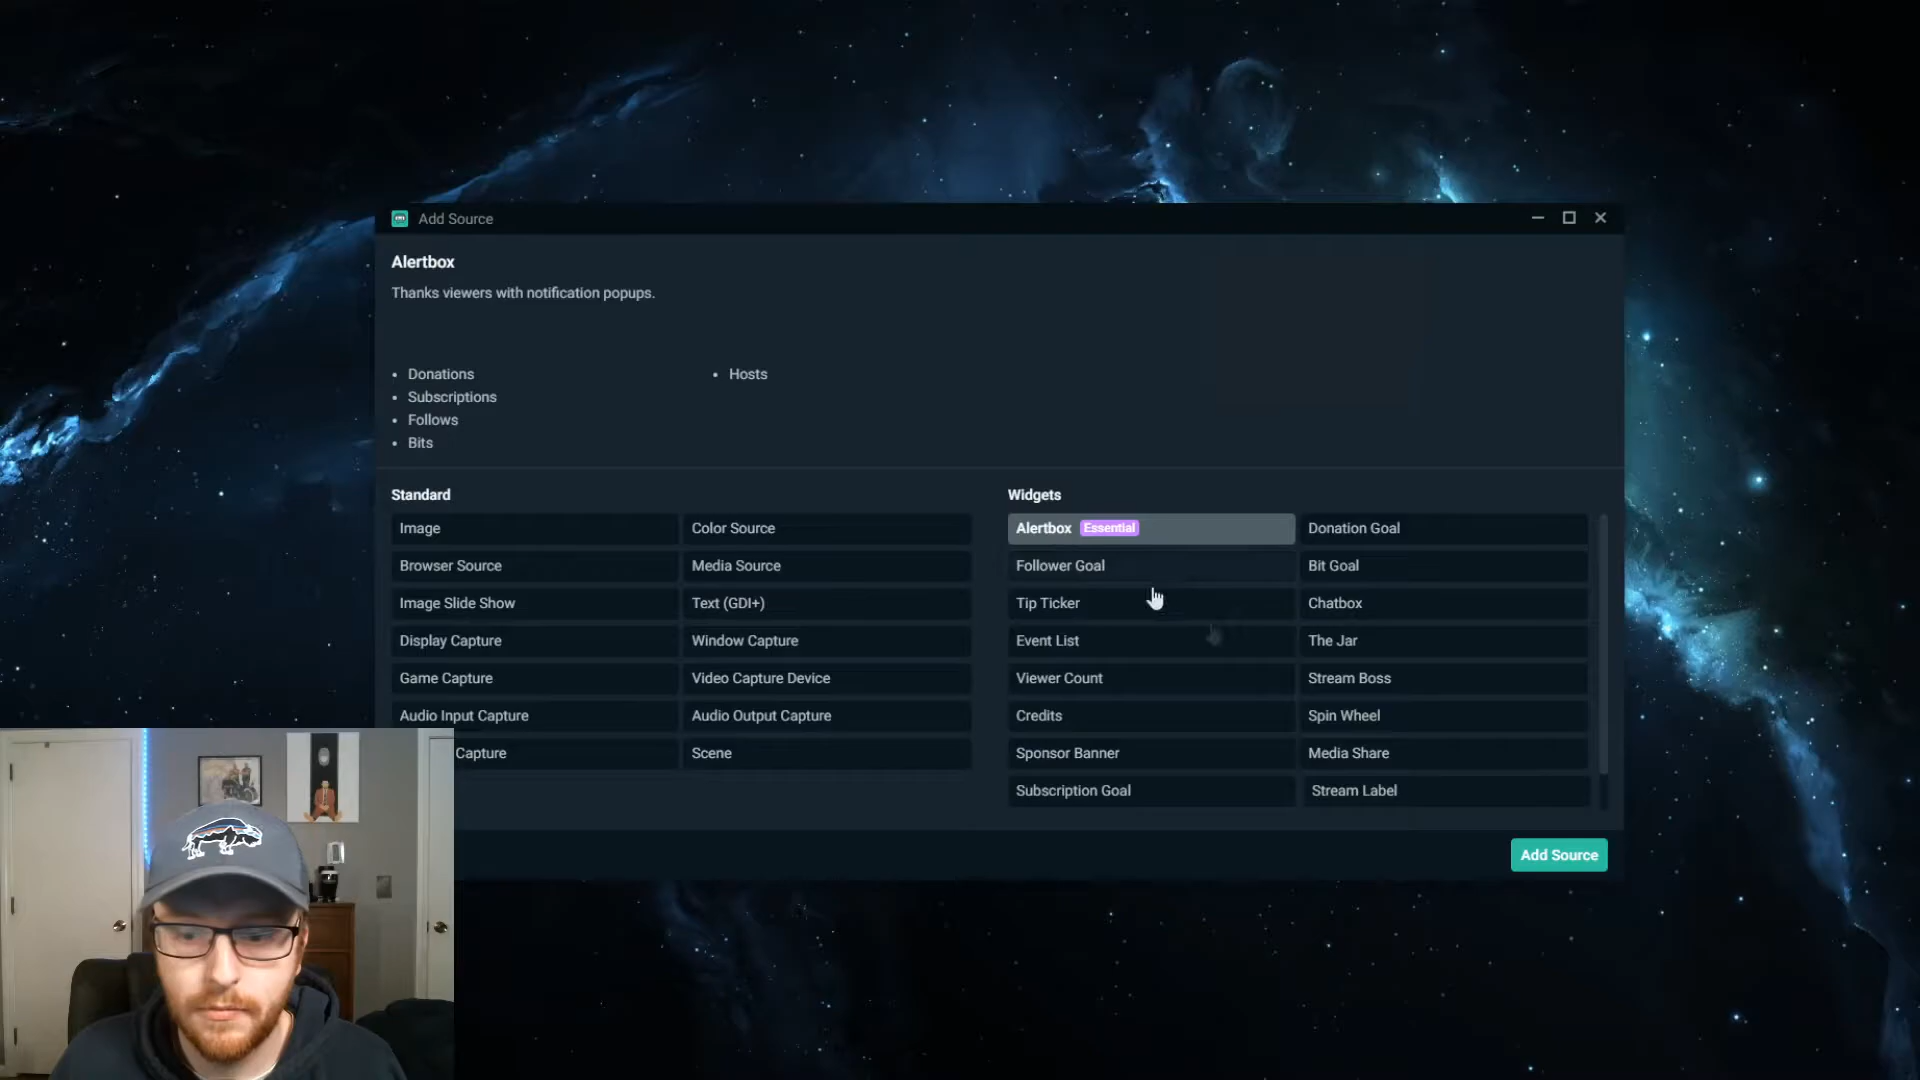 Add Source
Alertbox
Thanks viewers with notification popups.
• Donations
• Subscriptions
• Follows
• Bits
• Hosts
Standard
Image
Color Source
Browser Source
Media Source
Image Slide Show
Text (GDI+)
Display Capture
Window Capture
Game Capture
Video Capture Device
Audio Input Capture
Audio Output Capture
Capture
Scene
Widgets
Alertbox Essential
Donation Goal
Follower Goal
Bit Goal
Tip Ticker
Chatbox
Event List
The Jar
Viewer Count
Stream Boss
Credits
Spin Wheel
Sponsor Banner
Media Share
Subscription Goal
Stream Label
Add Source